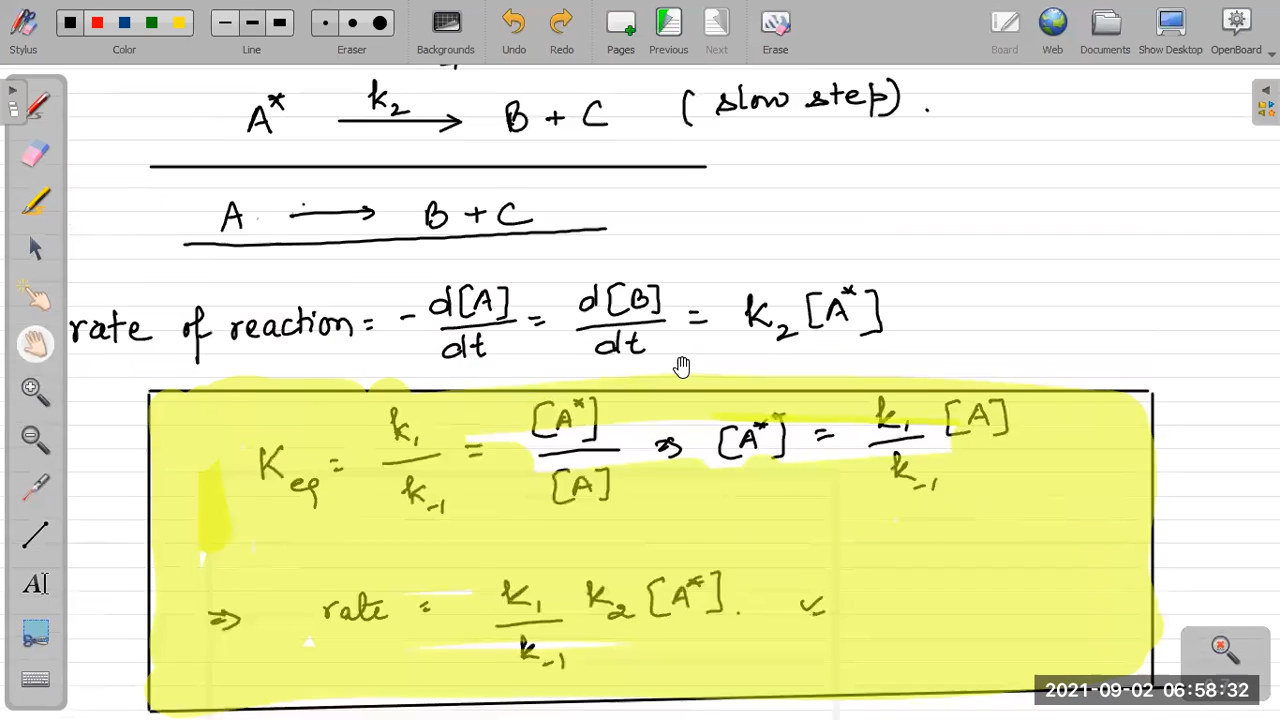 Stylus Color Line Eraser Backgrounds Undo Redo Pages Previous Next Erase Board Web Documents Show Desktop OpenBoard
A* k₂ → B + C (slow step).
A → B + C
rate of reaction = - d[A]/dt = d[B]/dt = k₂ [A*]
K_eq = k₁/k₋₁ = [A*]/[A] ⇒ [A*] = k₁/k₋₁ [A]
⇒ rate = k₁/k₋₁ k₂ [A*]. ✓
2021-09-02 06:58:32